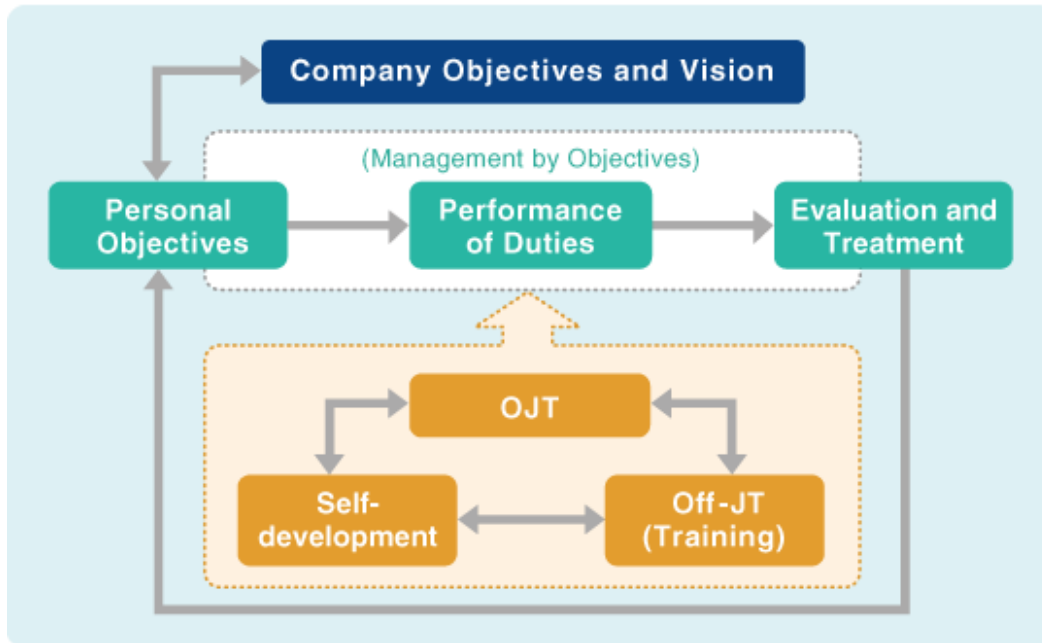 Company Objectives and Vision
(Management by Objectives)
Personal
Objectives
Performance
of Duties
Evaluation and
Treatment
OJT
Self-
development
Off-JT
(Training)